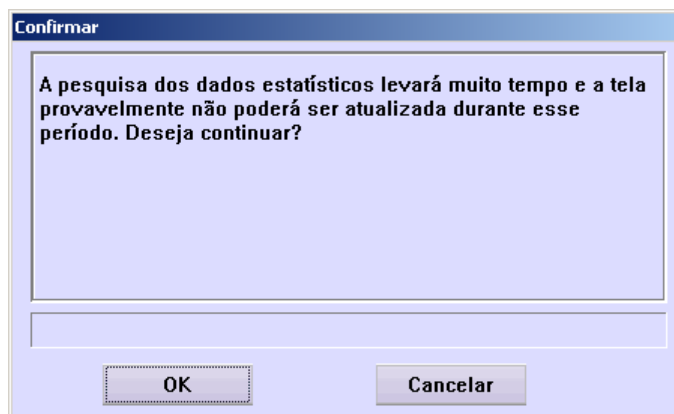 Confirmar
A pesquisa dos dados estatísticos levará muito tempo e a tela
provavelmente não poderá ser atualizada durante esse
período. Deseja continuar?
OK
Cancelar